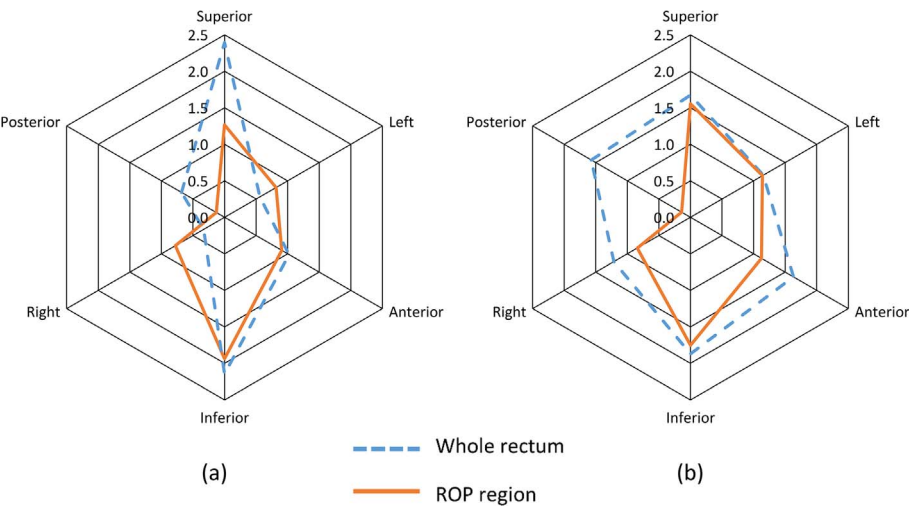 Superior
2.5
2.0
1.5
1.0
0.5
0.0
Posterior
Left
Right
Anterior
Inferior
(a)
Superior
2.5
2.0
1.5
1.0
0.5
0.0
Posterior
Left
Right
Anterior
Inferior
(b)
Whole rectum
ROP region